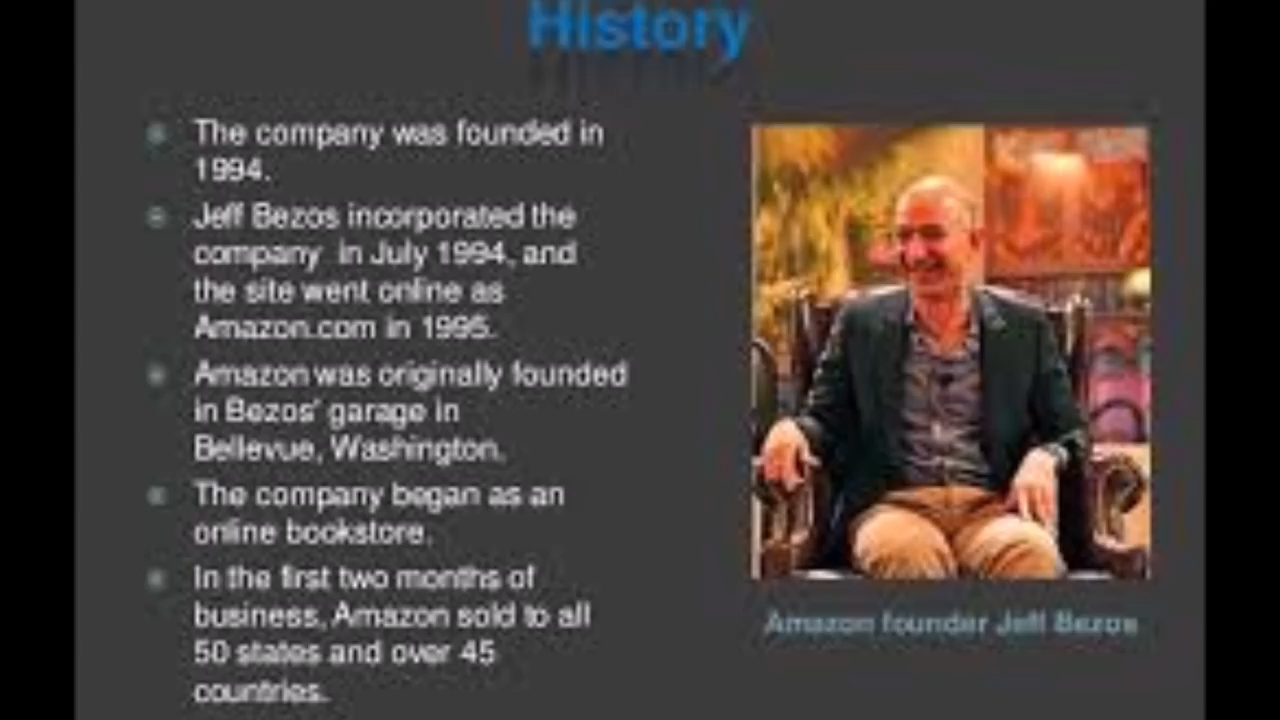 History
The company was founded in
1994.
Jeff Bezos incorporated the
company in July 1994, and
the site went online as
Amazon.com in 1995.
Amazon was originally founded
in Bezos' garage in
Bellevue, Washington.
The company began as an
online bookstore.
In the first two months of
business, Amazon sold to all
50 states and over 45
countries.
Amazon founder Jeff Bezos